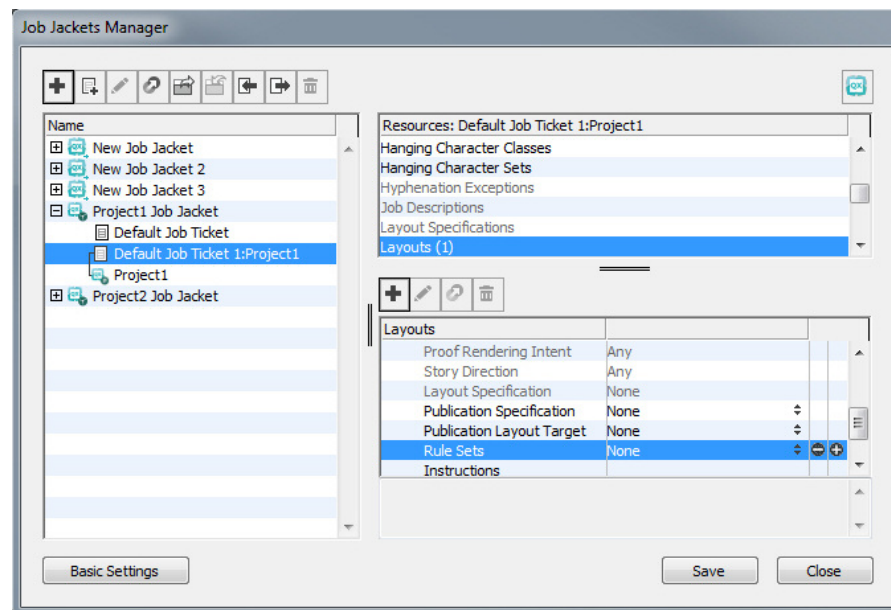 Job Jackets Manager
Name
New Job Jacket
New Job Jacket 2
New Job Jacket 3
Project1 Job Jacket
Default Job Ticket
Default Job Ticket 1:Project1
Project1
Project2 Job Jacket
Resources: Default Job Ticket 1:Project1
Hanging Character Classes
Hanging Character Sets
Hyphenation Exceptions
Job Descriptions
Layout Specifications
Layouts (1)
Layouts
Proof Rendering Intent Any
Story Direction Any
Layout Specification None
Publication Specification None
Publication Layout Target None
Rule Sets None
Instructions
Basic Settings
Save
Close